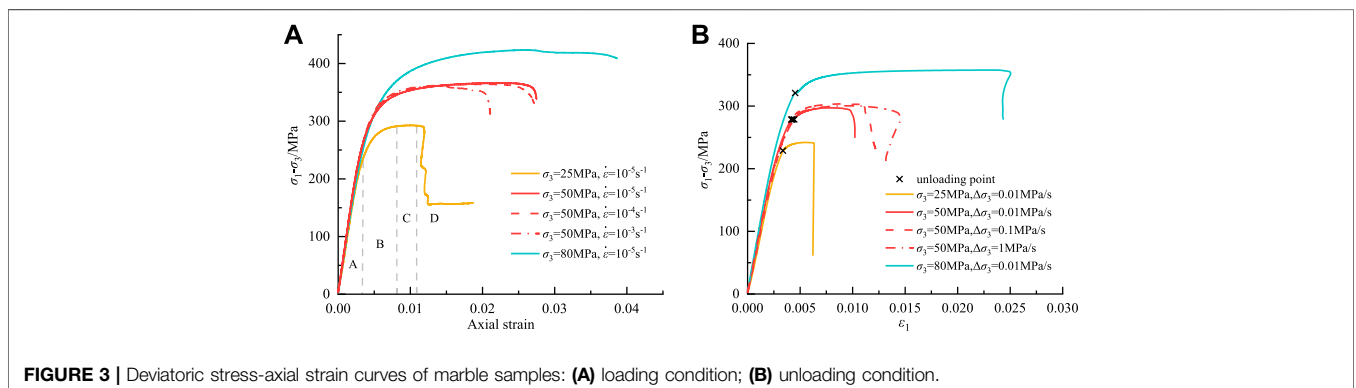 A
σ₁-σ₃/MPa
400
300
200
100
0
0.00 0.01 0.02 0.03 0.04
Axial strain
A
B
C
D
σ₃=25MPa, ε̇=10⁻⁵s⁻¹
σ₃=50MPa, ε̇=10⁻⁵s⁻¹
σ₃=50MPa, ε̇=10⁻⁴s⁻¹
σ₃=50MPa, ε̇=10⁻³s⁻¹
σ₃=80MPa, ε̇=10⁻⁵s⁻¹
B
σ₁-σ₃/MPa
400
300
200
100
0
0.000 0.005 0.010 0.015 0.020 0.025 0.030
ε₁
unloading point
σ₃=25MPa,Δσ₃=0.01MPa/s
σ₃=50MPa,Δσ₃=0.01MPa/s
σ₃=50MPa,Δσ₃=0.1MPa/s
σ₃=50MPa,Δσ₃=1MPa/s
σ₃=80MPa,Δσ₃=0.01MPa/s
FIGURE 3 | Deviatoric stress-axial strain curves of marble samples: (A) loading condition; (B) unloading condition.